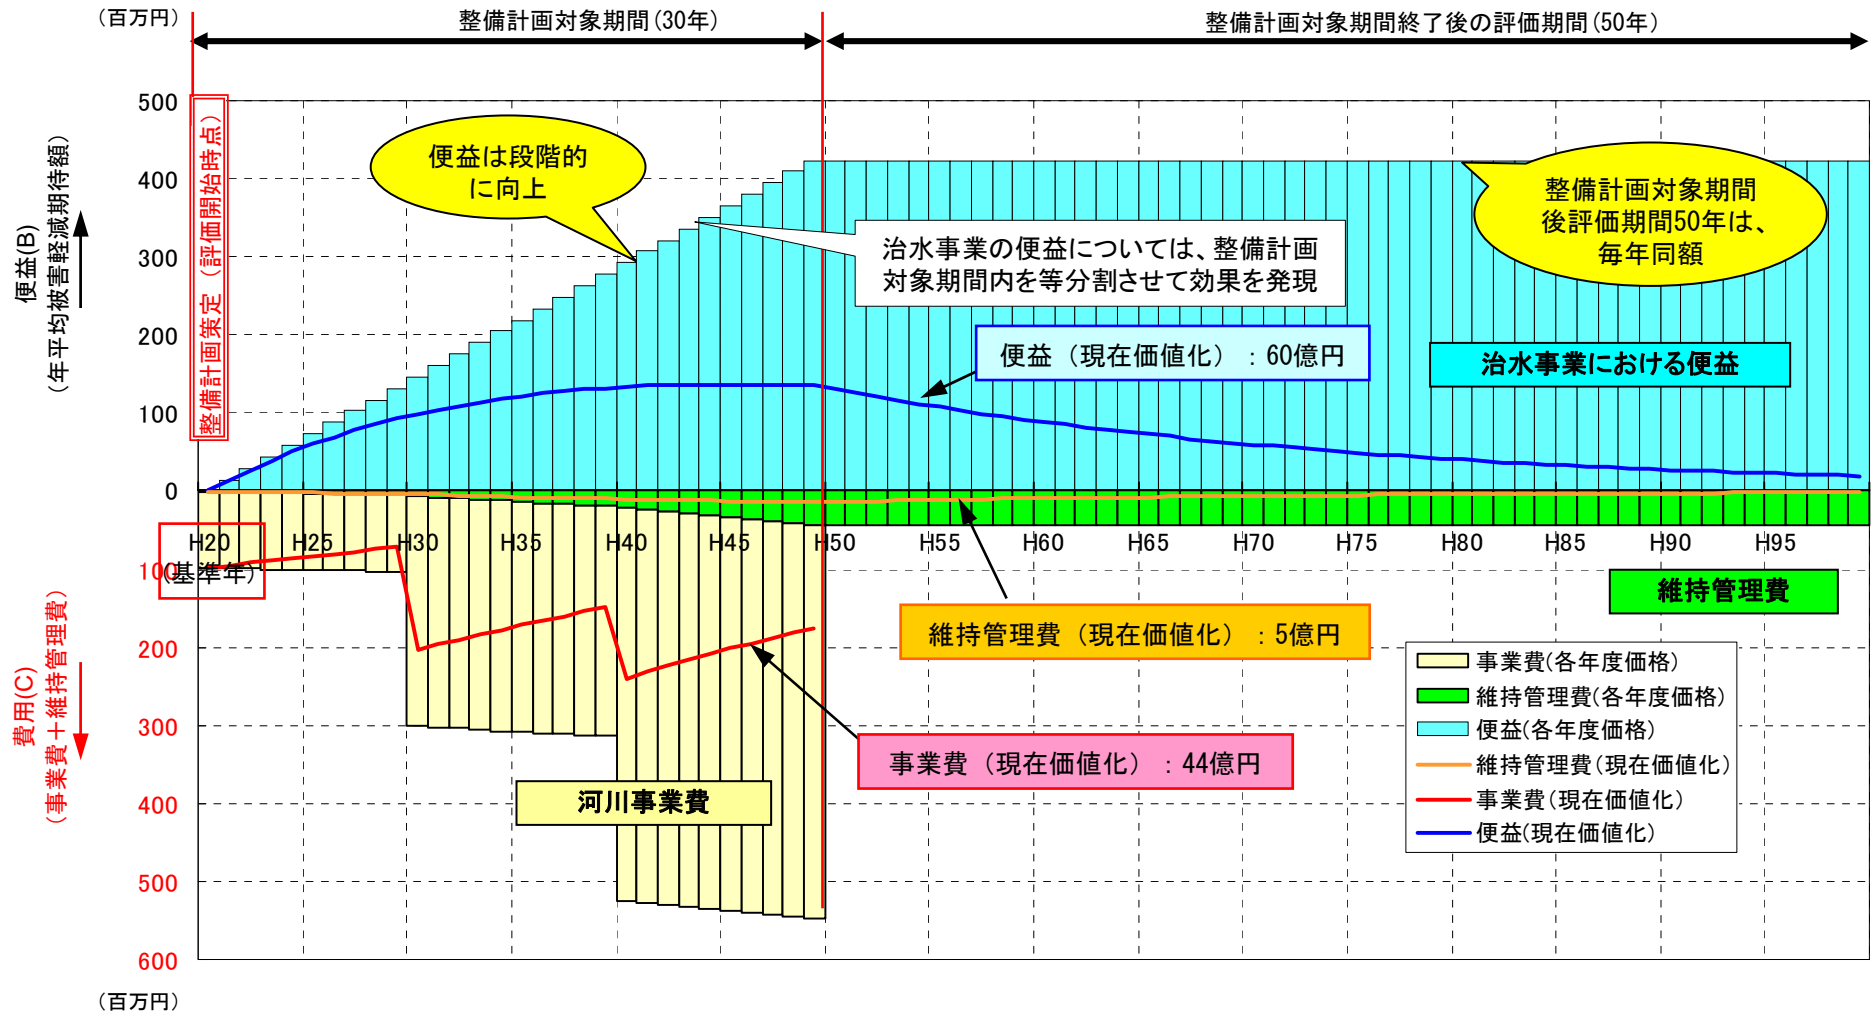 （百万円）
整備計画対象期間(30年)
整備計画対象期間終了後の評価期間(50年)
500
400
300
200
100
0
100
200
300
400
500
600
便益(B)
（年平均被害軽減期待額）
費用(C)
（事業費＋維持管理費）
整備計画策定（評価開始時点）
便益は段階的
に向上
治水事業の便益については、整備計画
対象期間内を等分割させて効果を発現
整備計画対象期間
後評価期間50年は、
毎年同額
便益（現在価値化）：60億円
治水事業における便益
H20
(基準年)
H25
H30
H35
H40
H45
H50
H55
H60
H65
H70
H75
H80
H85
H90
H95
維持管理費
維持管理費（現在価値化）：5億円
事業費（現在価値化）：44億円
河川事業費
事業費(各年度価格)
維持管理費(各年度価格)
便益(各年度価格)
維持管理費(現在価値化)
事業費(現在価値化)
便益(現在価値化)
（百万円）